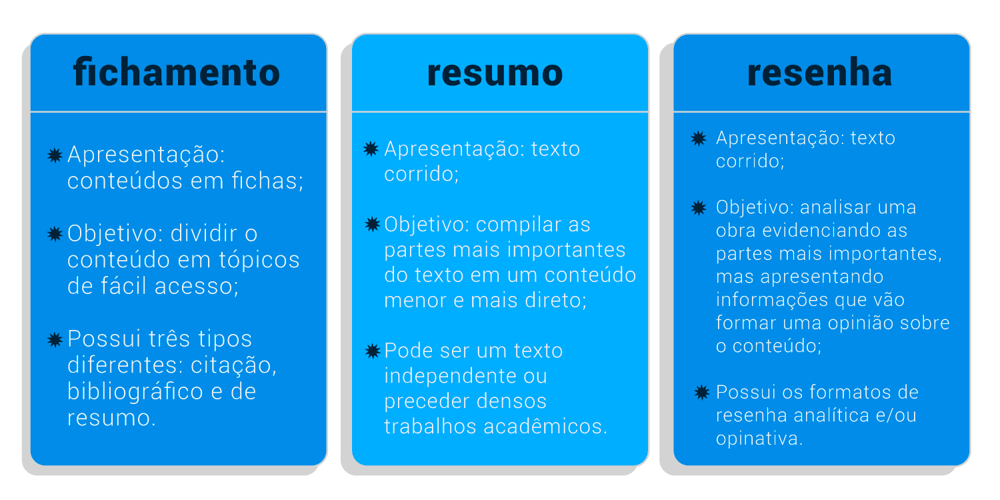 fichamento
Apresentação:
conteúdos em fichas;
Objetivo: dividir o
conteúdo em tópicos
de fácil acesso;
Possui três tipos
diferentes: citação,
bibliográfico e de
resumo.
resumo
Apresentação: texto
corrido;
Objetivo: compilar as
partes mais importantes
do texto em um conteúdo
menor e mais direto;
Pode ser um texto
independente ou
preceder densos
trabalhos acadêmicos.
resenha
Apresentação: texto
corrido;
Objetivo: analisar uma
obra evidenciando as
partes mais importantes,
mas apresentando
informações que vão
formar uma opinião sobre
o conteúdo;
Possui os formatos de
resenha analítica e/ou
opinativa.